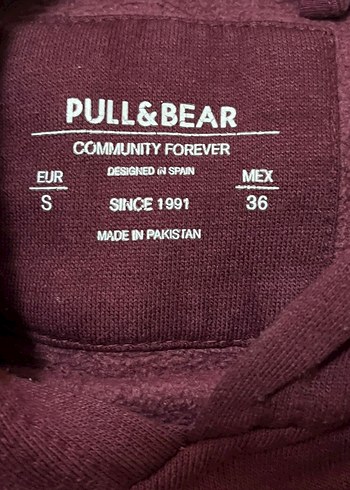 PULL&BEAR
COMMUNITY FOREVER
EUR DESIGNED IN SPAIN MEX
S SINCE 1991 36
MADE IN PAKISTAN